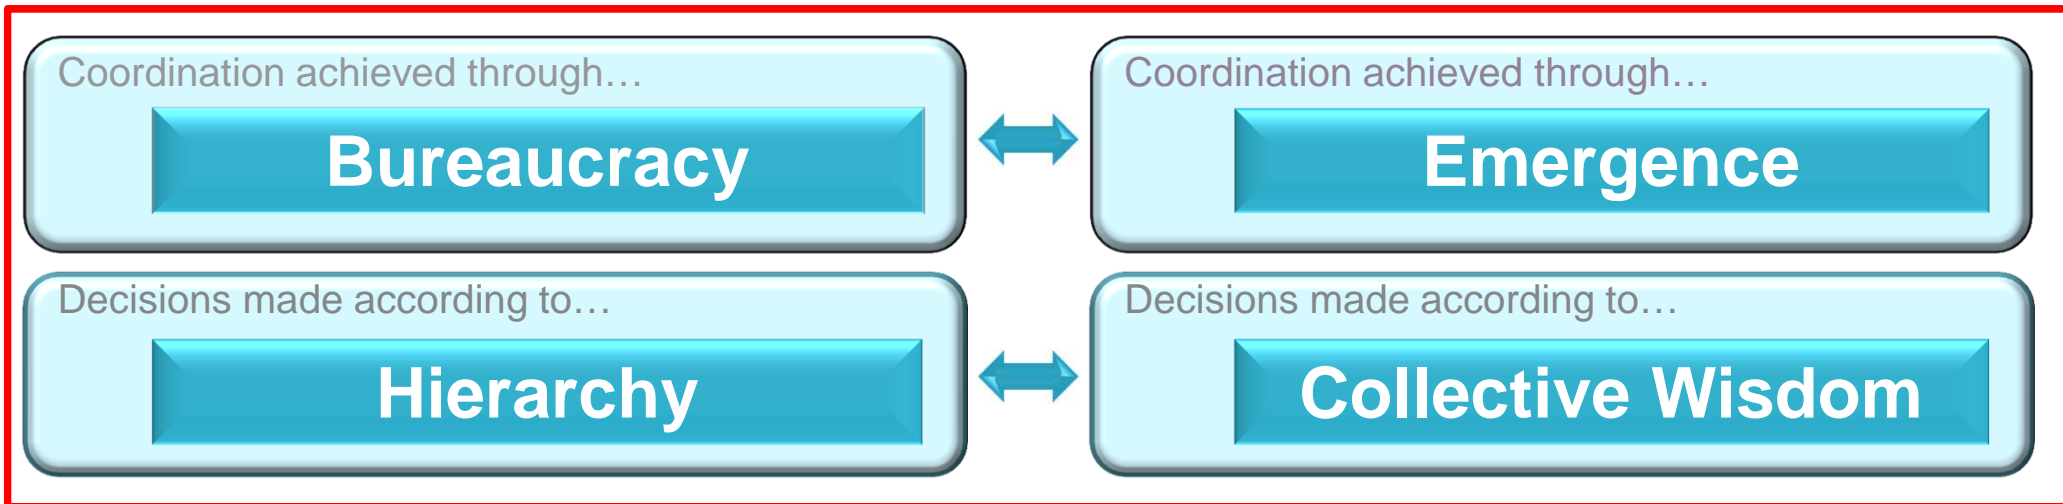 Coordination achieved through…
Bureaucracy
Coordination achieved through…
Emergence
Decisions made according to…
Hierarchy
Decisions made according to…
Collective Wisdom